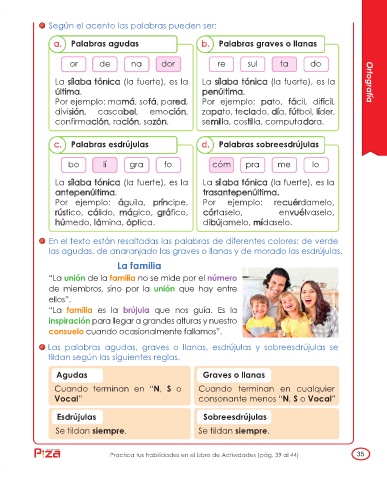 Según el acento las palabras pueden ser:
a. Palabras agudas
or de na dor
La sílaba tónica (la fuerte), es la
última.
Por ejemplo: mamá, sofá, pared,
división, cascabel, emoción,
confirmación, ración, sazón.
b. Palabras graves o llanas
re sul ta do
La sílaba tónica (la fuerte), es la
penúltima.
Por ejemplo: pato, fácil, difícil,
zapato, teclado, día, fútbol, líder,
semilla, costilla, computadora.
c. Palabras esdrújulas
bo lí gra fo
La sílaba tónica (la fuerte), es la
antepenúltima.
Por ejemplo: águila, príncipe,
rústico, cálido, mágico, gráfico,
húmedo, lámina, óptica.
d. Palabras sobreesdrújulas
cóm pra me lo
La sílaba tónica (la fuerte), es la
trasantepenúltima.
Por ejemplo: recuérdamelo,
córtaselo, envuélvaselo,
dibújamelo, mídaselo.
En el texto están resaltadas las palabras de diferentes colores: de verde
las agudas, de anaranjado las graves o llanas y de morado las esdrújulas.
La familia
“La unión de la familia no se mide por el número
de miembros, sino por la unión que hay entre
ellos”.
“La familia es la brújula que nos guía. Es la
inspiración para llegar a grandes alturas y nuestro
consuelo cuando ocasionalmente fallamos”.
Las palabras agudas, graves o llanas, esdrújulas y sobreesdrújulas se
tildan según las siguientes reglas.
Agudas
Cuando terminan en “N, S o
Vocal”
Graves o llanas
Cuando terminan en cualquier
consonante menos “N, S o Vocal”
Esdrújulas
Se tildan siempre.
Sobreesdrújulas
Se tildan siempre.
Ortografía
Practica tus habilidades en el Libro de Actividades (pág. 39 al 44)
35